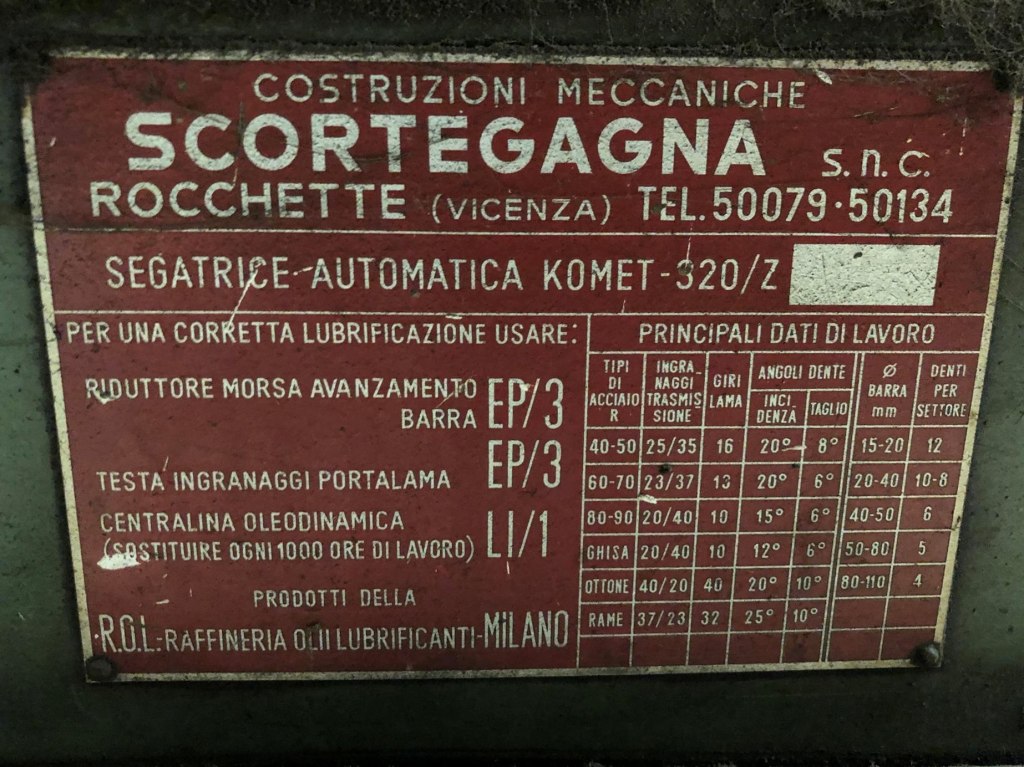 COSTRUZIONI MECCANICHE
SCORTEGAGNA s.n.c.
ROCCHETTE (VICENZA) TEL. 50079·50134
SEGATRICE AUTOMATICA KOMET-320/Z
PER UNA CORRETTA LUBRIFICAZIONE USARE:
RIDUTTORE MORSA AVANZAMENTO
BARRA EP/3
TESTA INGRANAGGI PORTALAMA EP/3
CENTRALINA OLEODINAMICA
(SOSTITUIRE OGNI 1000 ORE DI LAVORO) LI/1
PRODOTTI DELLA
R.O.L.-RAFFINERIA OLII LUBRIFICANTI-MILANO
PRINCIPALI DATI DI LAVORO
TIPI
DI
ACCIAIO
R
INGRA_
NAGGI
TRASMIS
SIONE
GIRI
LAMA
ANGOLI DENTE
INCI_
DENZA
TAGLIO
Ø
BARRA
mm
DENTI
PER
SETTORE
40-50 25/35 16 20° 8° 15-20 12
60-70 23/37 13 20° 6° 20-40 10-8
80-90 20/40 10 15° 6° 40-50 6
GHISA 20/40 10 12° 6° 50-80 5
OTTONE 40/20 40 20° 10° 80-110 4
RAME 37/23 32 25° 10°